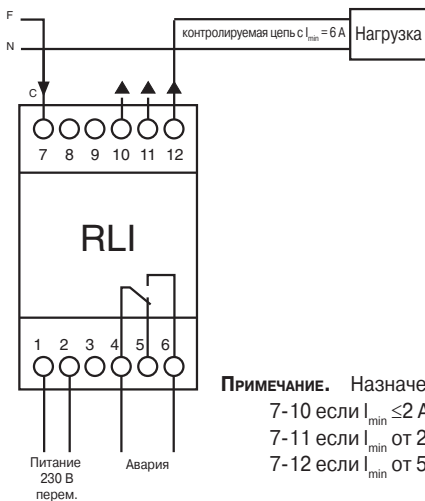 F
N
контролируемая цепь с Imin = 6 А
Нагрузка
C
7 8 9 10 11 12
RLI
1 2 3 4 5 6
Питание
230 В
перем.
Авария
Примечание.
7-10 если Imin ≤2 А
7-11 если Imin от 2
7-12 если Imin от 5